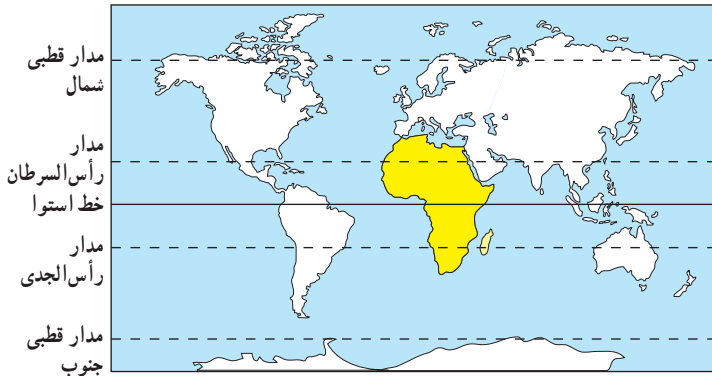 مدار قطبی
شمال
مدار
رأس‌السرطان
خط استوا
مدار
رأس‌الجدی
مدار قطبی
جنوب